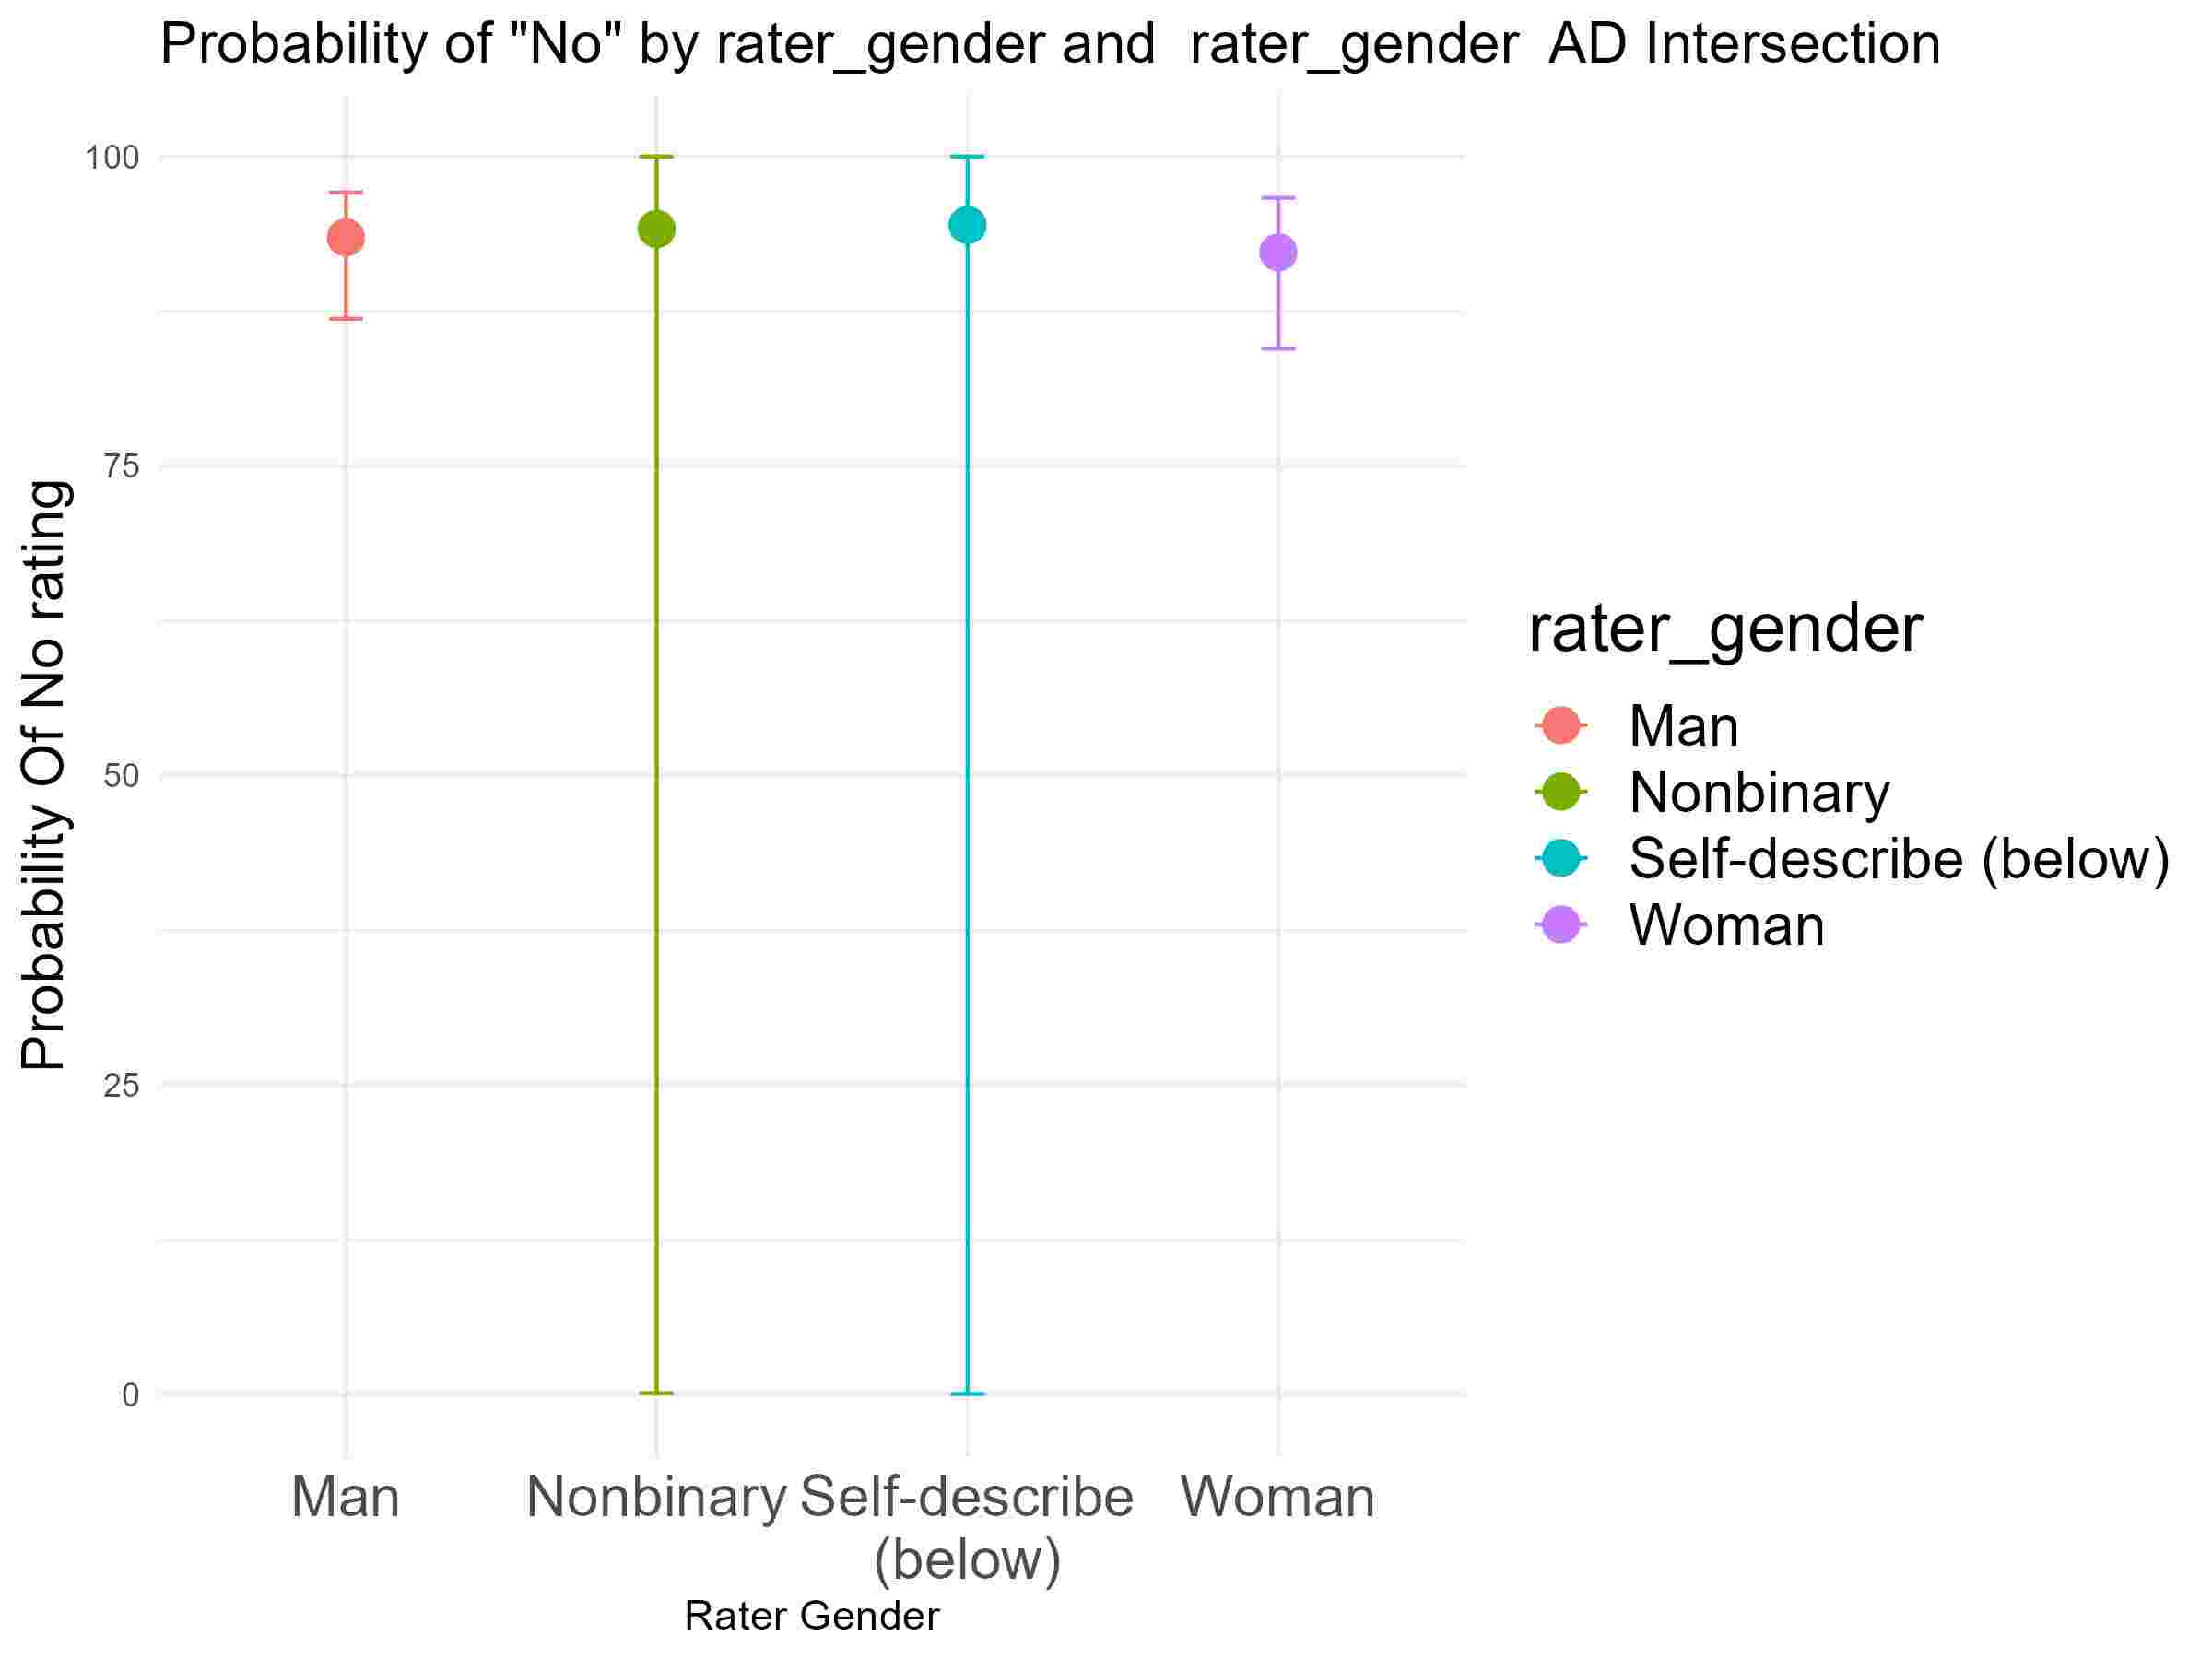 Probability of "No" by rater_gender and  rater_gender  AD Intersection
Probability Of No rating
100
75
50
25
0
Man
Nonbinary
Self-describe
(below)
Woman
Rater Gender
rater_gender
Man
Nonbinary
Self-describe (below)
Woman